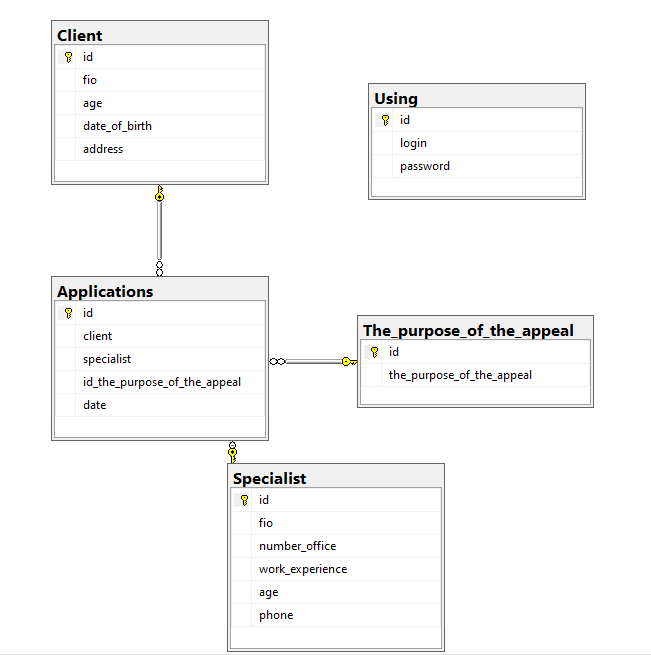 Client
id
fio
age
date_of_birth
address
Using
id
login
password
Applications
id
client
specialist
id_the_purpose_of_the_appeal
date
The_purpose_of_the_appeal
id
the_purpose_of_the_appeal
Specialist
id
fio
number_office
work_experience
age
phone